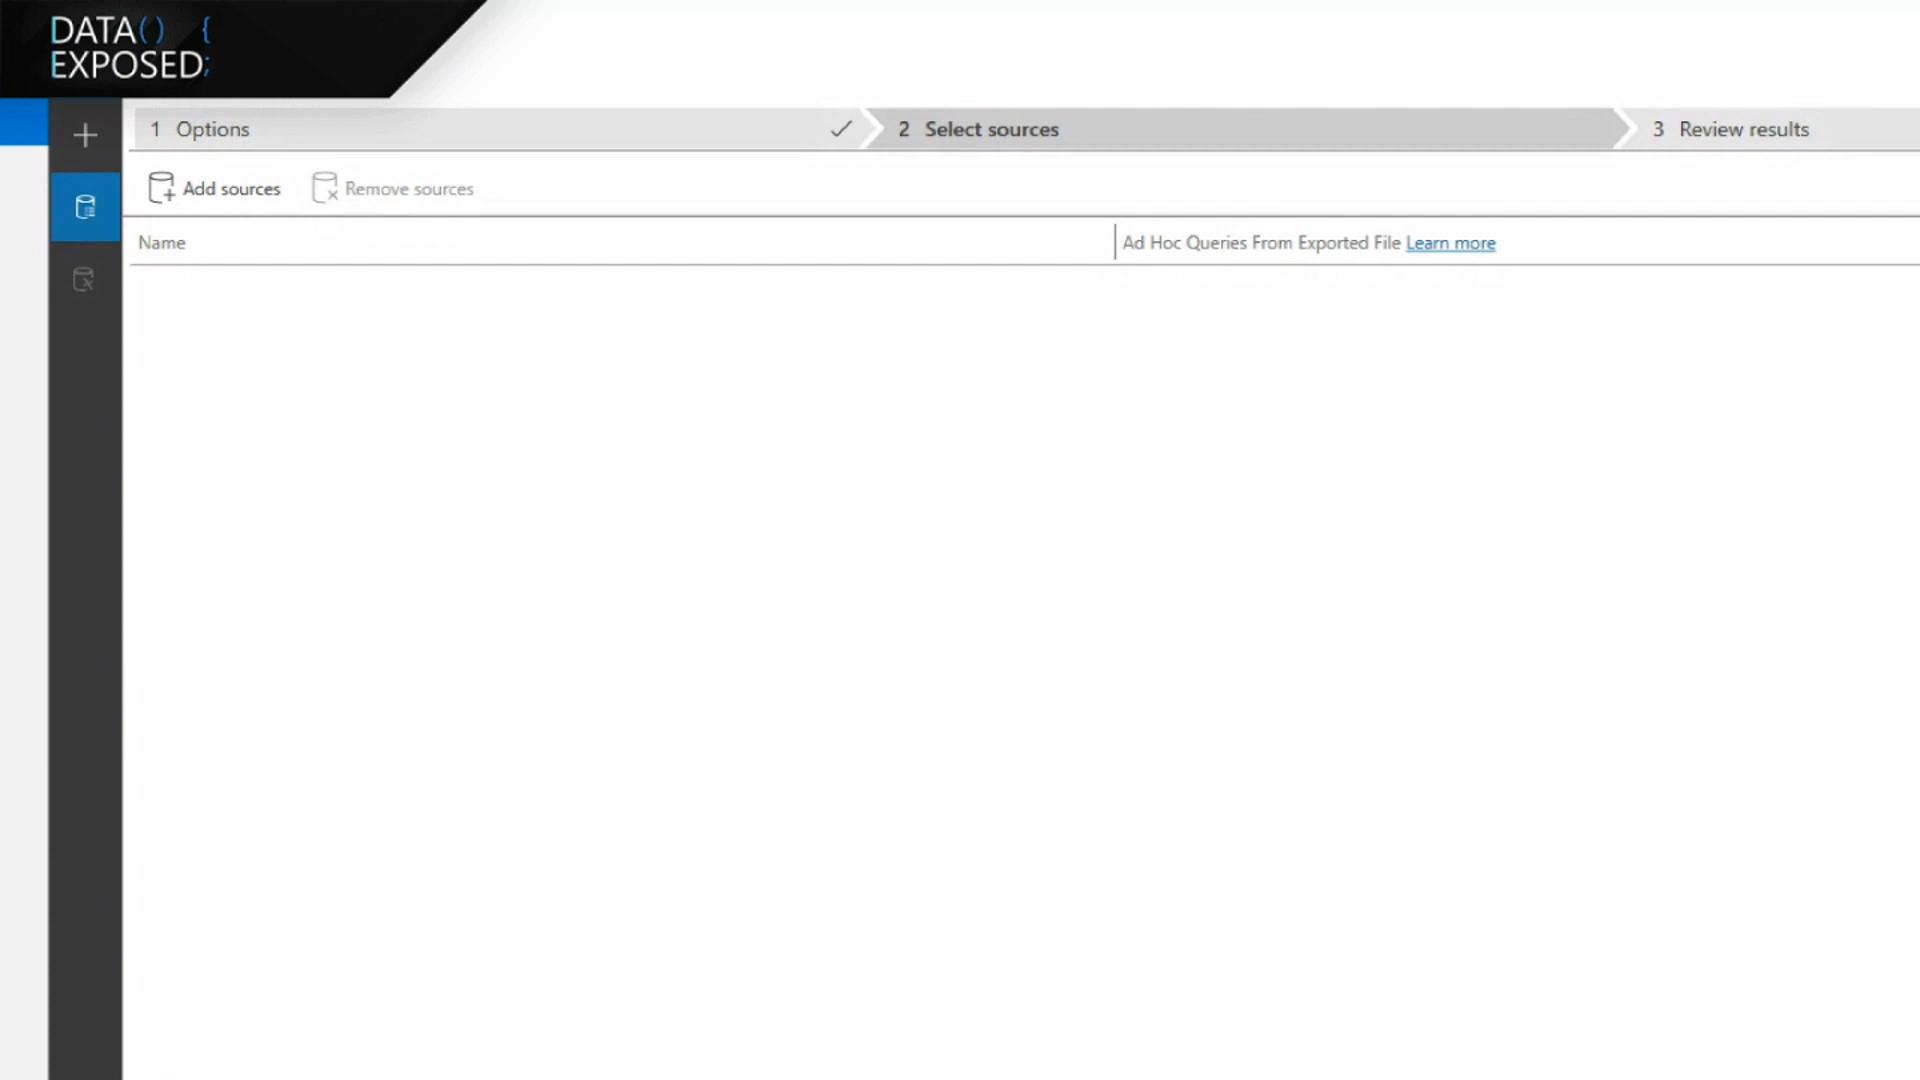 DATA() {
EXPOSED;
1 Options
2 Select sources
3 Review results
Add sources
Remove sources
Name
Ad Hoc Queries From Exported File Learn more